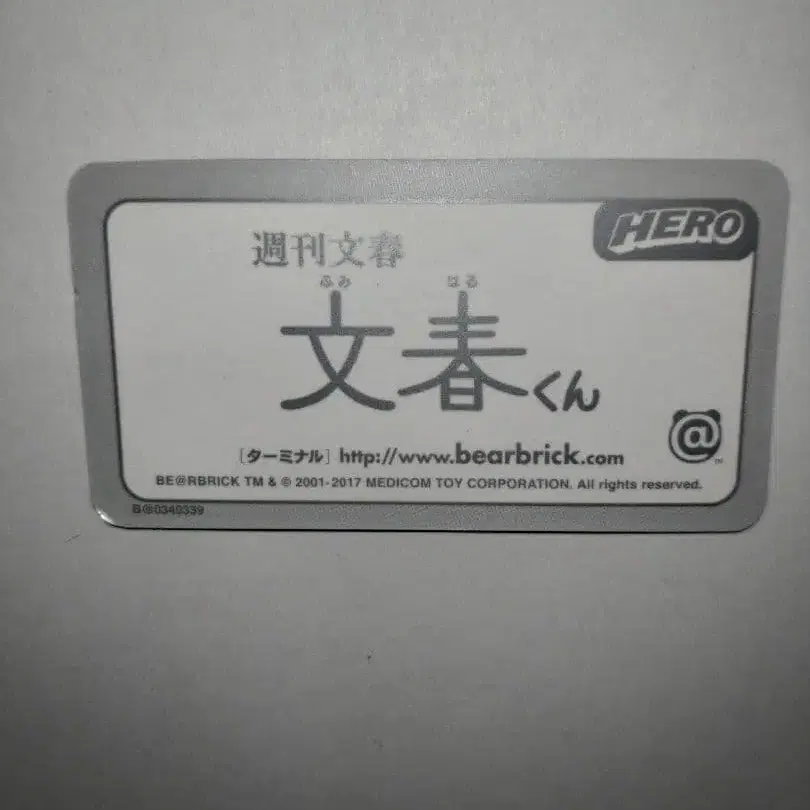 HERO
週刊文春
ふみ はる
文春くん
@
[ターミナル] http://www.bearbrick.com
TM
BE@RBRICK TM & © 2001-2017 MEDICOM TOY CORPORATION. All rights reserved.
B@0340339